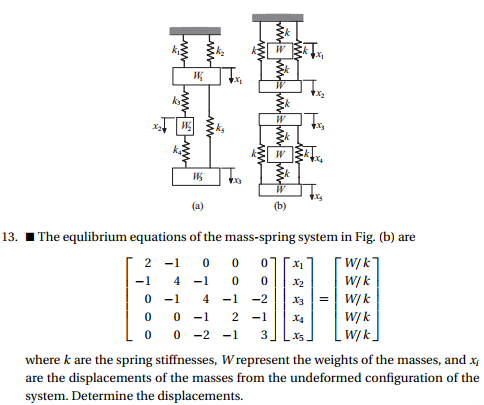 k₁ k₂ k k
W₁ x₁ k W k x₁
k
W x₂
k₃ k
x₂ W₂ k₅ W x₃
k
k₄ k W k x₄
k
W₃ x₃ W x₅
(a) (b)
13. ■ The equlibrium equations of the mass-spring system in Fig. (b) are
2 −1 0 0 0 x₁ W/k
−1 4 −1 0 0 x₂ W/k
0 −1 4 −1 −2 x₃ = W/k
0 0 −1 2 −1 x₄ W/k
0 0 −2 −1 3 x₅ W/k
where k are the spring stiffnesses, W represent the weights of the masses, and xᵢ
are the displacements of the masses from the undeformed configuration of the
system. Determine the displacements.